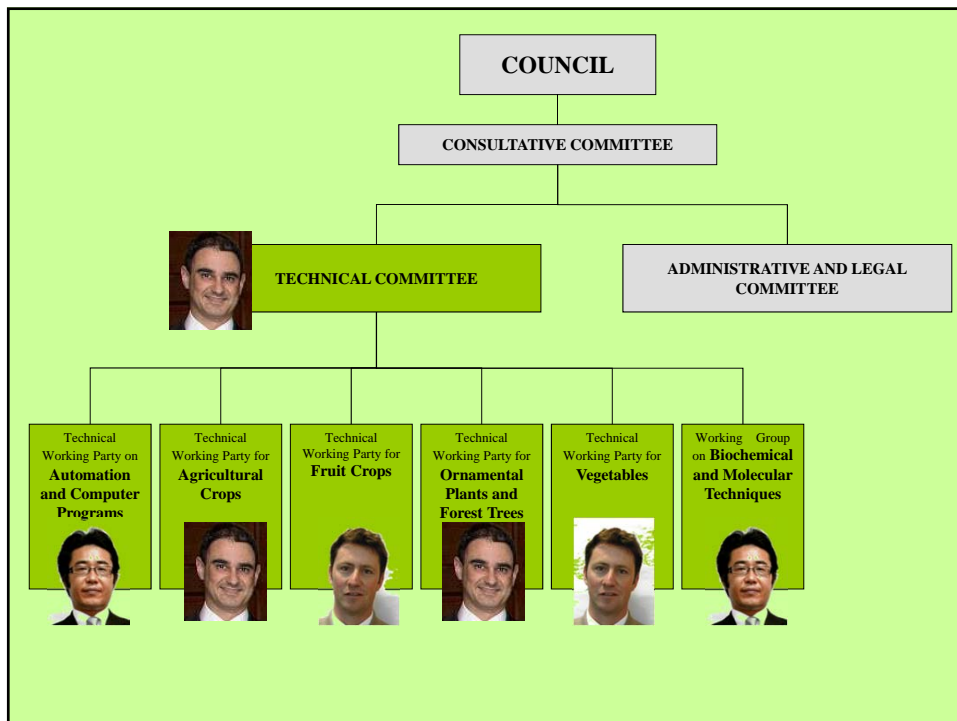 COUNCIL
CONSULTATIVE COMMITTEE
TECHNICAL COMMITTEE
ADMINISTRATIVE AND LEGAL
COMMITTEE
Technical
Working Party on
Automation
and Computer
Programs
Technical
Working Party for
Agricultural
Crops
Technical
Working Party for
Fruit Crops
Technical
Working Party for
Ornamental
Plants and
Forest Trees
Technical
Working Party for
Vegetables
Working Group
on Biochemical
and Molecular
Techniques